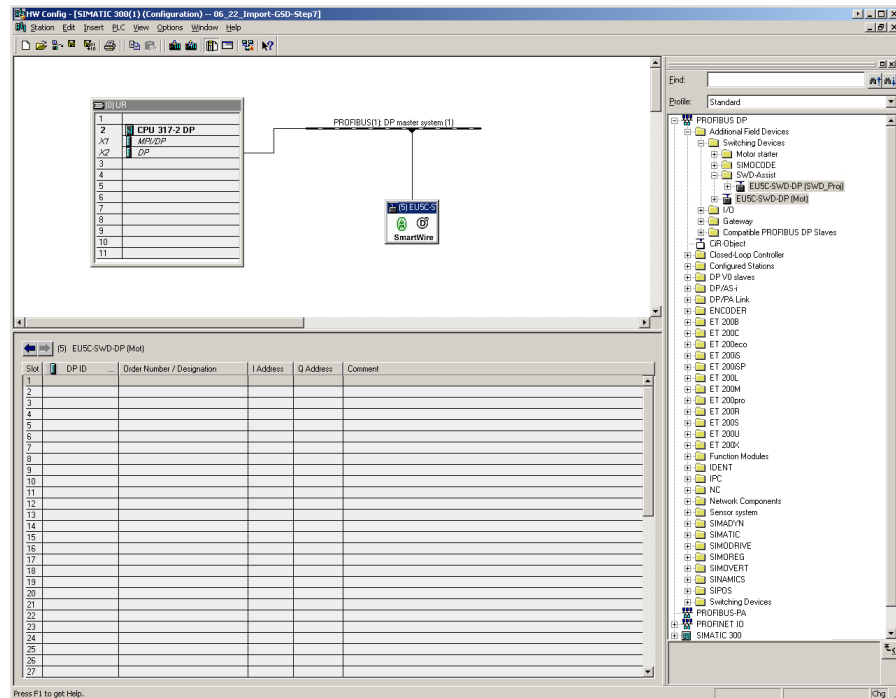 HW Config - [SIMATIC 300(1) (Configuration) -- 06_22_Import-GSD-Step7]
Station Edit Insert PLC View Options Window Help
(0) UR
1
2 CPU 317-2 DP
X1 MPI/DP
X2 DP
3
4
5
6
7
8
9
10
11
PROFIBUS(1): DP master system (1)
(5) EU5C-S
SmartWire
Find:
Profile: Standard
PROFIBUS DP
Additional Field Devices
Switching Devices
Motor starter
SIMOCODE
SWD-Assist
EU5C-SWD-DP (SWD_Proj)
EU5C-SWD-DP (Mot)
I/O
Gateway
Compatible PROFIBUS DP Slaves
CiR-Object
Closed-Loop Controller
Configured Stations
DP V0 slaves
DP/AS-i
DP/PA Link
ENCODER
ET 200B
ET 200C
ET 200eco
ET 200iS
ET 200iSP
ET 200L
ET 200M
ET 200pro
ET 200R
ET 200S
ET 200U
ET 200X
Function Modules
IDENT
IPC
NC
Network Components
Sensor system
SIMADYN
SIMATIC
SIMODRIVE
SIMOREG
SIMOVERT
SINAMICS
SIPOS
Switching Devices
PROFIBUS-PA
PROFINET IO
SIMATIC 300
(5) EU5C-SWD-DP (Mot)
Slot DP ID ... Order Number / Designation I Address Q Address Comment
1
2
3
4
5
6
7
8
9
10
11
12
13
14
15
16
17
18
19
20
21
22
23
24
25
26
27
Press F1 to get Help.
Chg